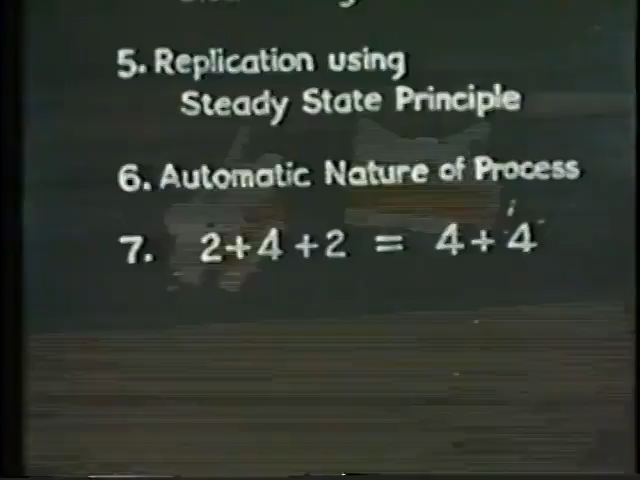 5. Replication using
Steady State Principle
6. Automatic Nature of Process
7. 2+4+2 = 4+4